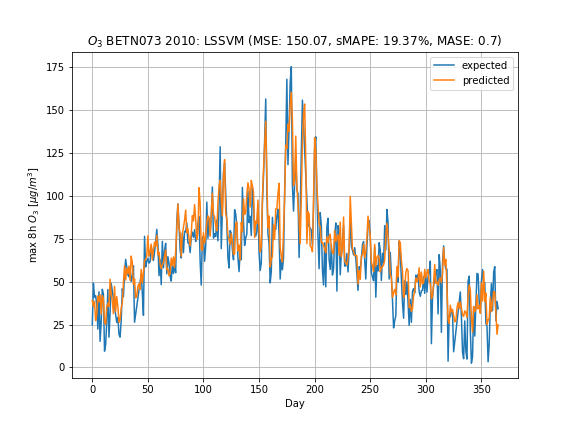 O3 BETN073 2010: LSSVM (MSE: 150.07, sMAPE: 19.37%, MASE: 0.7)
expected
predicted
max 8h O3 [μg/m³]
175
150
125
100
75
50
25
0
0 50 100 150 200 250 300 350
Day